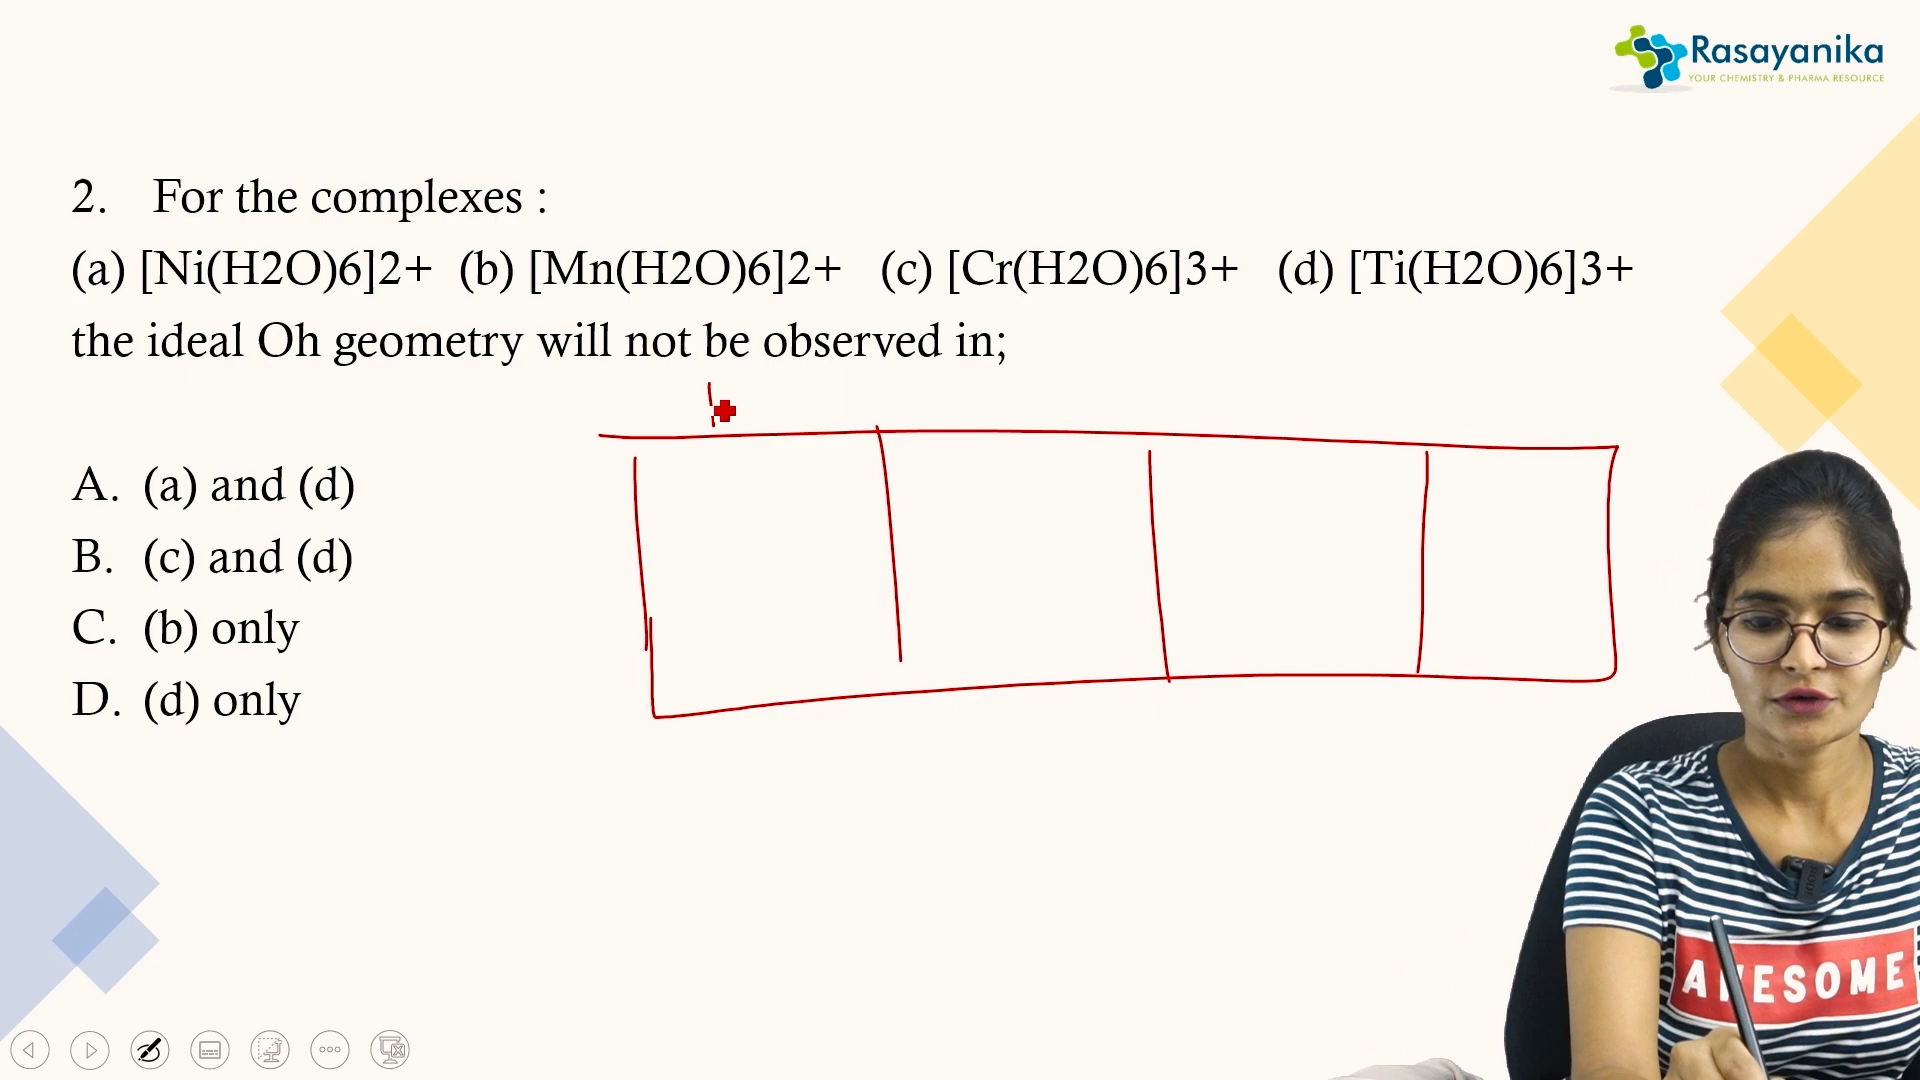 Rasayanika
YOUR CHEMISTRY & PHARMA RESOURCE
2. For the complexes :
(a) [Ni(H2O)6]2+ (b) [Mn(H2O)6]2+ (c) [Cr(H2O)6]3+ (d) [Ti(H2O)6]3+
the ideal Oh geometry will not be observed in;
A. (a) and (d)
B. (c) and (d)
C. (b) only
D. (d) only
AWESOME